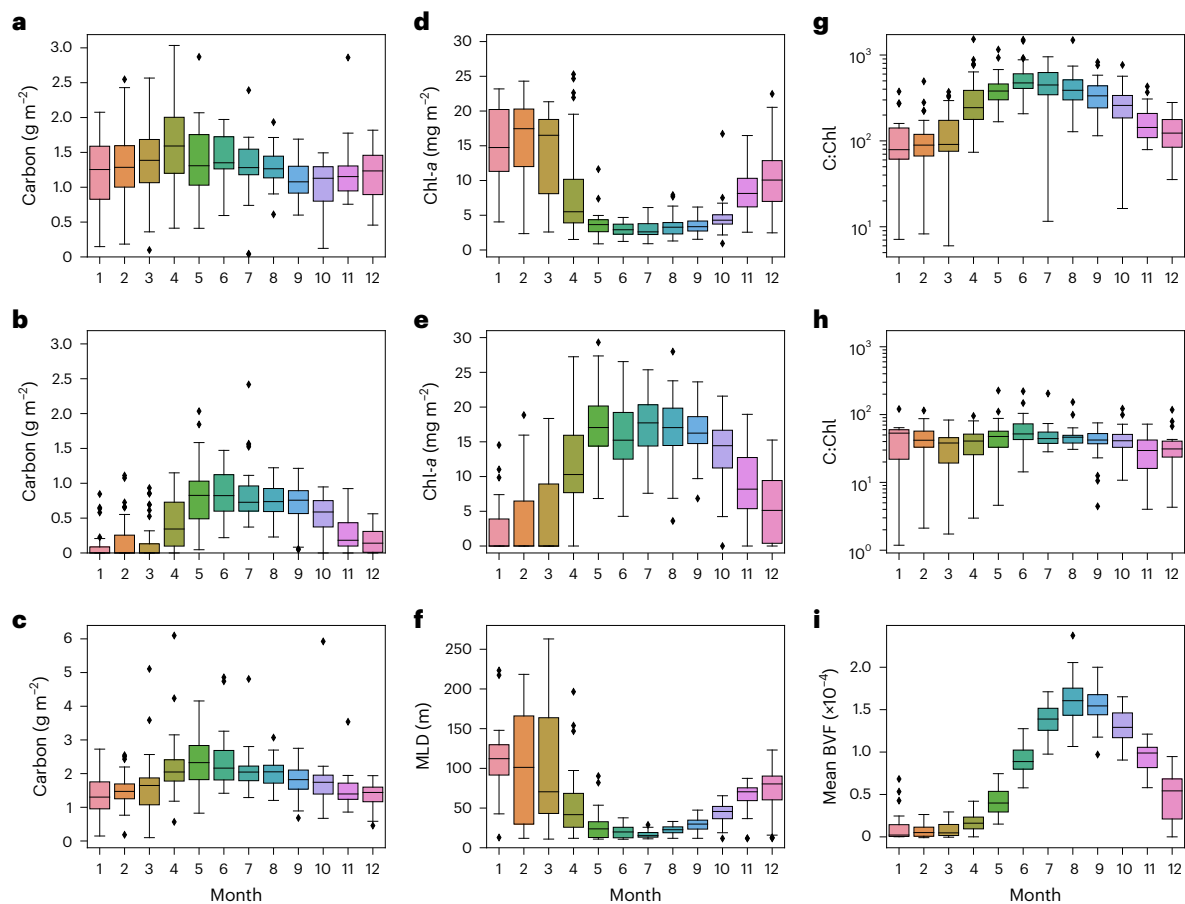 a
Carbon (g m⁻²)
3.0
2.5
2.0
1.5
1.0
0.5
0
1 2 3 4 5 6 7 8 9 10 11 12
d
Chl-a (mg m⁻²)
30
25
20
15
10
5
0
1 2 3 4 5 6 7 8 9 10 11 12
g
C:Chl
10³
10²
10¹
1 2 3 4 5 6 7 8 9 10 11 12
b
Carbon (g m⁻²)
3.0
2.5
2.0
1.5
1.0
0.5
0
1 2 3 4 5 6 7 8 9 10 11 12
e
Chl-a (mg m⁻²)
30
25
20
15
10
5
0
1 2 3 4 5 6 7 8 9 10 11 12
h
C:Chl
10³
10²
10¹
10⁰
1 2 3 4 5 6 7 8 9 10 11 12
c
Carbon (g m⁻²)
6
5
4
3
2
1
0
1 2 3 4 5 6 7 8 9 10 11 12
Month
f
MLD (m)
250
200
150
100
50
0
1 2 3 4 5 6 7 8 9 10 11 12
Month
i
Mean BVF (×10⁻⁴)
2.0
1.5
1.0
0.5
0
1 2 3 4 5 6 7 8 9 10 11 12
Month